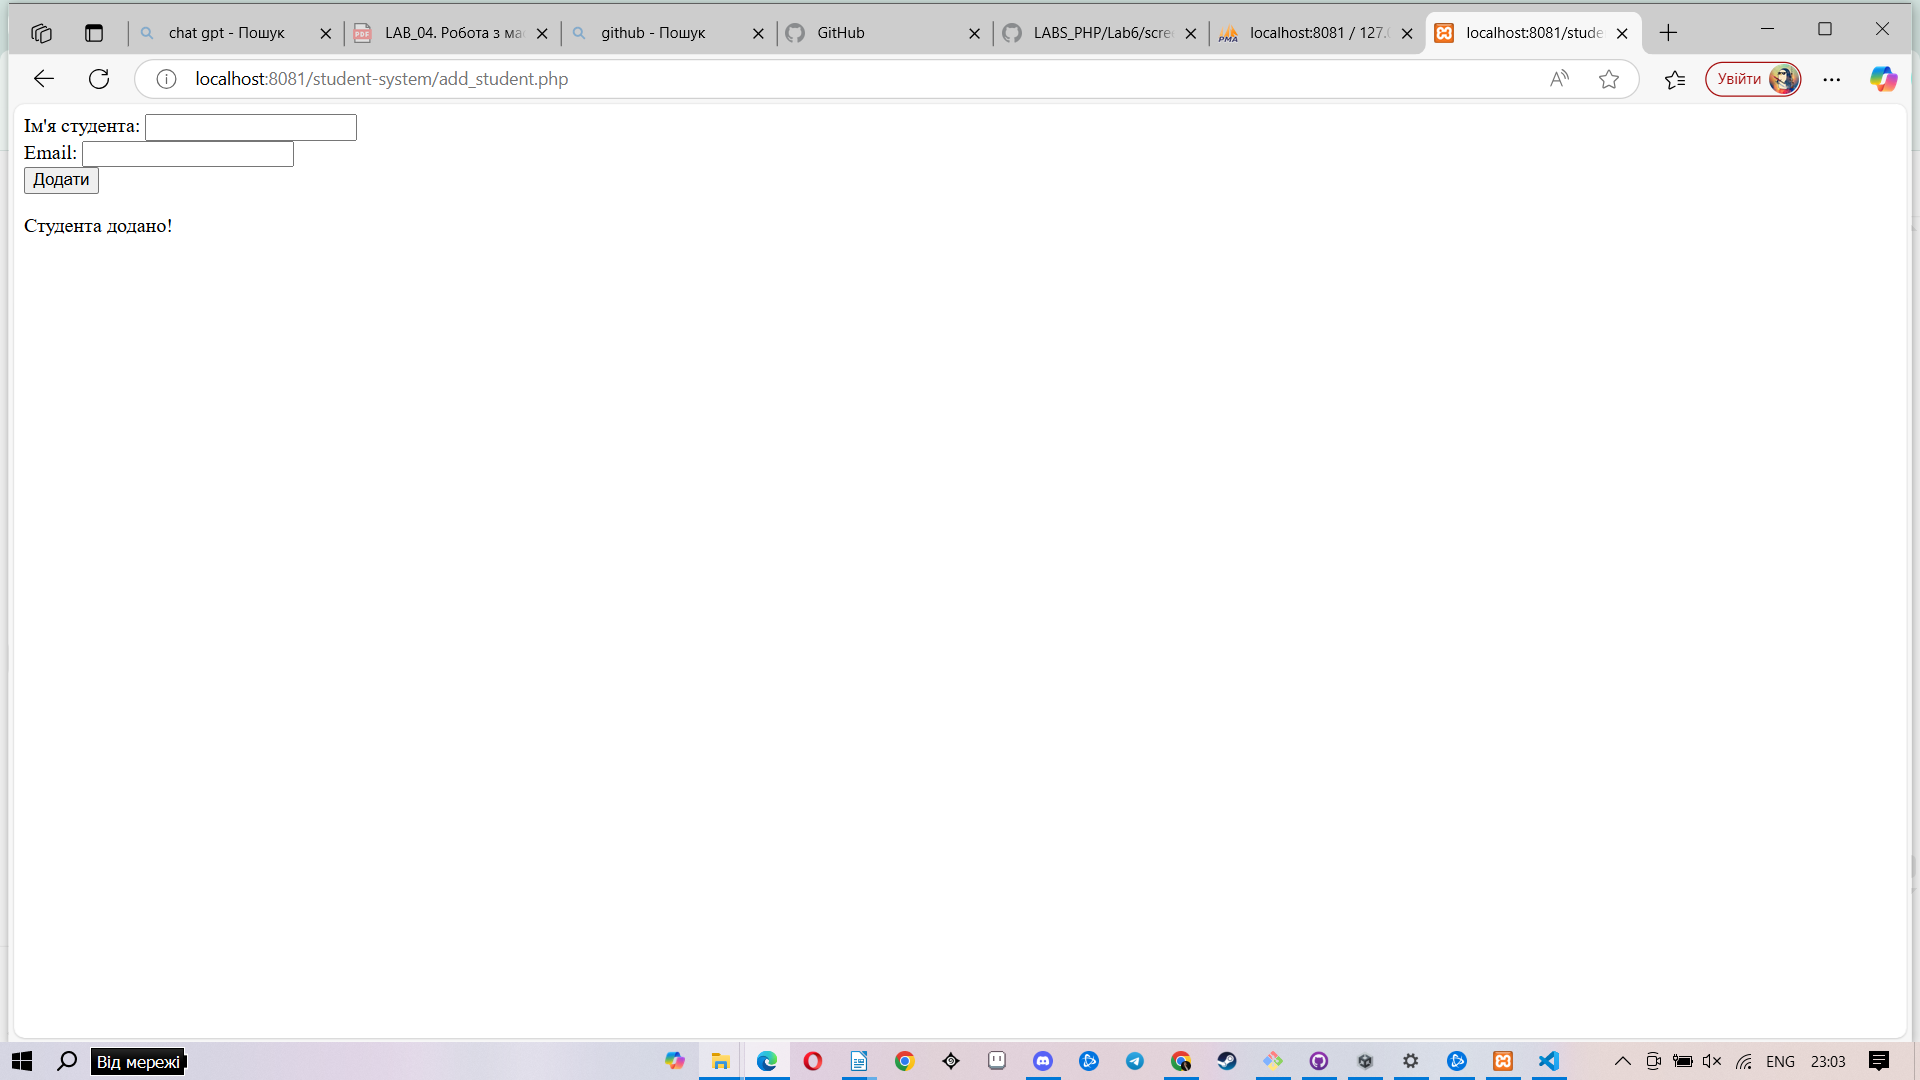 chat gpt - Пошук
LAB_04. Робота з ма
github - Пошук
GitHub
LABS_PHP/Lab6/scre
localhost:8081 / 127.
localhost:8081/stude
localhost:8081/student-system/add_student.php
Увійти
Ім'я студента:
Email:
Додати
Студента додано!
Від мережі
ENG
23:03